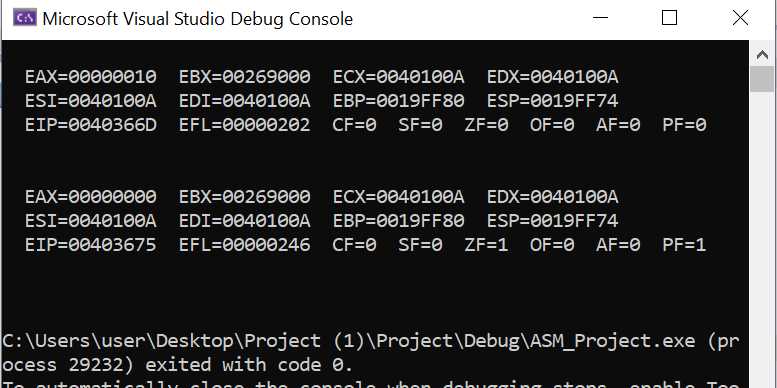 C:\ Microsoft Visual Studio Debug Console
EAX=00000010  EBX=00269000  ECX=0040100A  EDX=0040100A
ESI=0040100A  EDI=0040100A  EBP=0019FF80  ESP=0019FF74
EIP=0040366D  EFL=00000202  CF=0  SF=0  ZF=0  OF=0  AF=0  PF=0
EAX=00000000  EBX=00269000  ECX=0040100A  EDX=0040100A
ESI=0040100A  EDI=0040100A  EBP=0019FF80  ESP=0019FF74
EIP=00403675  EFL=00000246  CF=0  SF=0  ZF=1  OF=0  AF=0  PF=1
C:\Users\user\Desktop\Project (1)\Project\Debug\ASM_Project.exe (pr
ocess 29232) exited with code 0.
To automatically close the console when debugging stops, enable Too